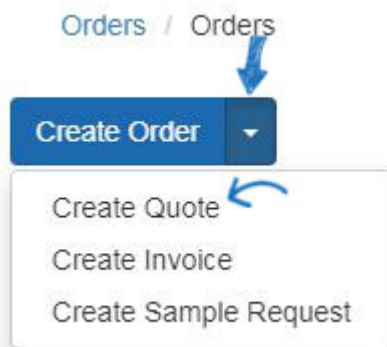 Orders / Orders
Create Order
Create Quote
Create Invoice
Create Sample Request